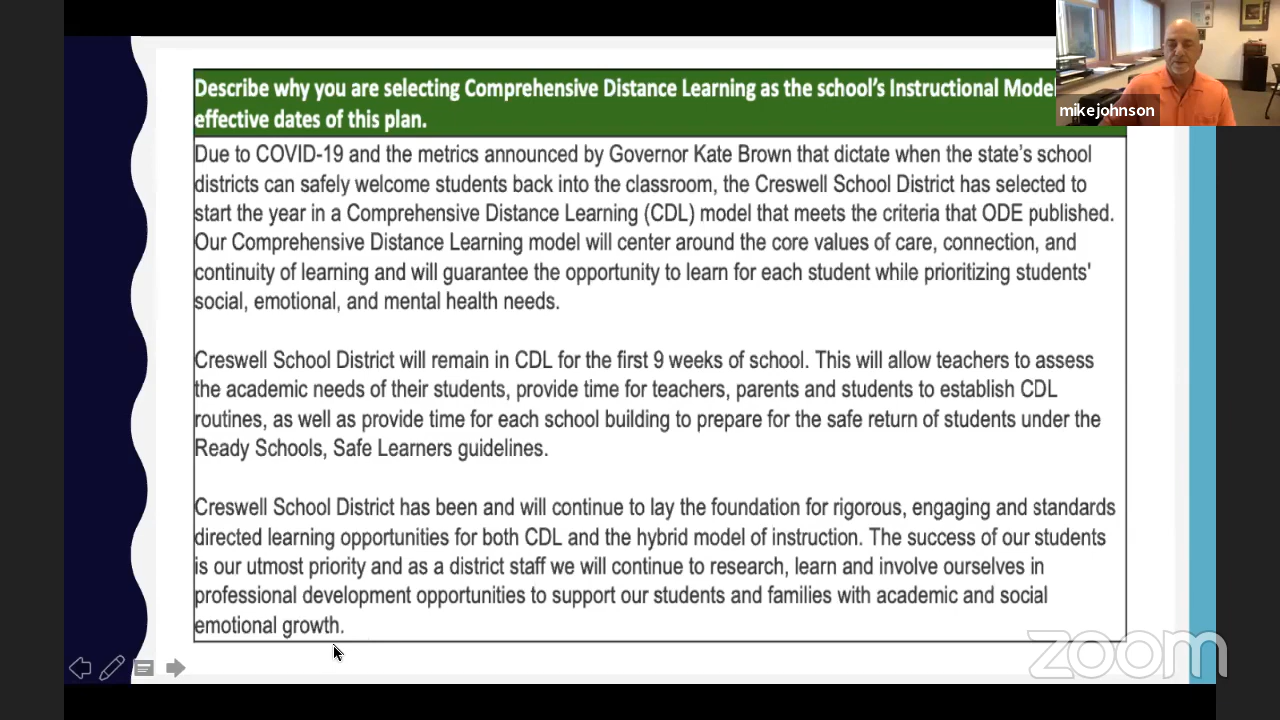 Describe why you are selecting Comprehensive Distance Learning as the school's Instructional Mode
effective dates of this plan.
mikejohnson
Due to COVID-19 and the metrics announced by Governor Kate Brown that dictate when the state's school
districts can safely welcome students back into the classroom, the Creswell School District has selected to
start the year in a Comprehensive Distance Learning (CDL) model that meets the criteria that ODE published.
Our Comprehensive Distance Learning model will center around the core values of care, connection, and
continuity of learning and will guarantee the opportunity to learn for each student while prioritizing students'
social, emotional, and mental health needs.
Creswell School District will remain in CDL for the first 9 weeks of school. This will allow teachers to assess
the academic needs of their students, provide time for teachers, parents and students to establish CDL
routines, as well as provide time for each school building to prepare for the safe return of students under the
Ready Schools, Safe Learners guidelines.
Creswell School District has been and will continue to lay the foundation for rigorous, engaging and standards
directed learning opportunities for both CDL and the hybrid model of instruction. The success of our students
is our utmost priority and as a district staff we will continue to research, learn and involve ourselves in
professional development opportunities to support our students and families with academic and social
emotional growth.
zoom